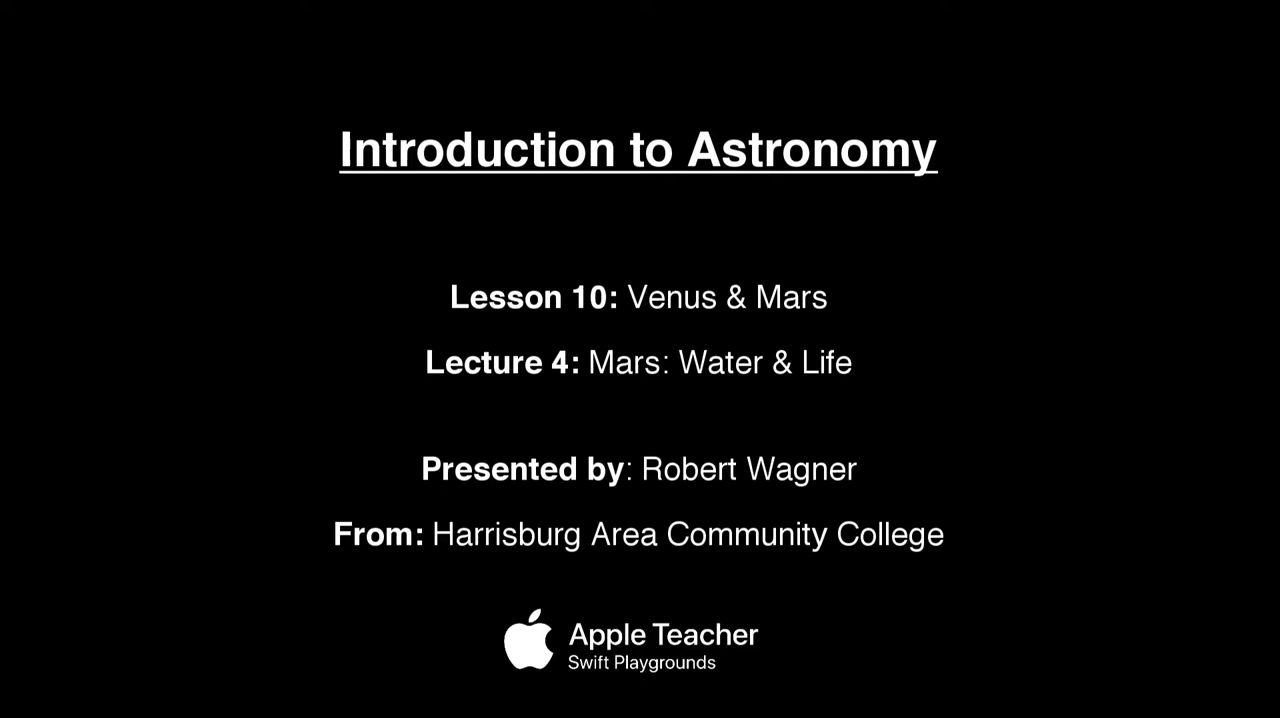 Introduction to Astronomy
Lesson 10: Venus & Mars
Lecture 4: Mars: Water & Life
Presented by: Robert Wagner
From: Harrisburg Area Community College
Apple Teacher
Swift Playgrounds